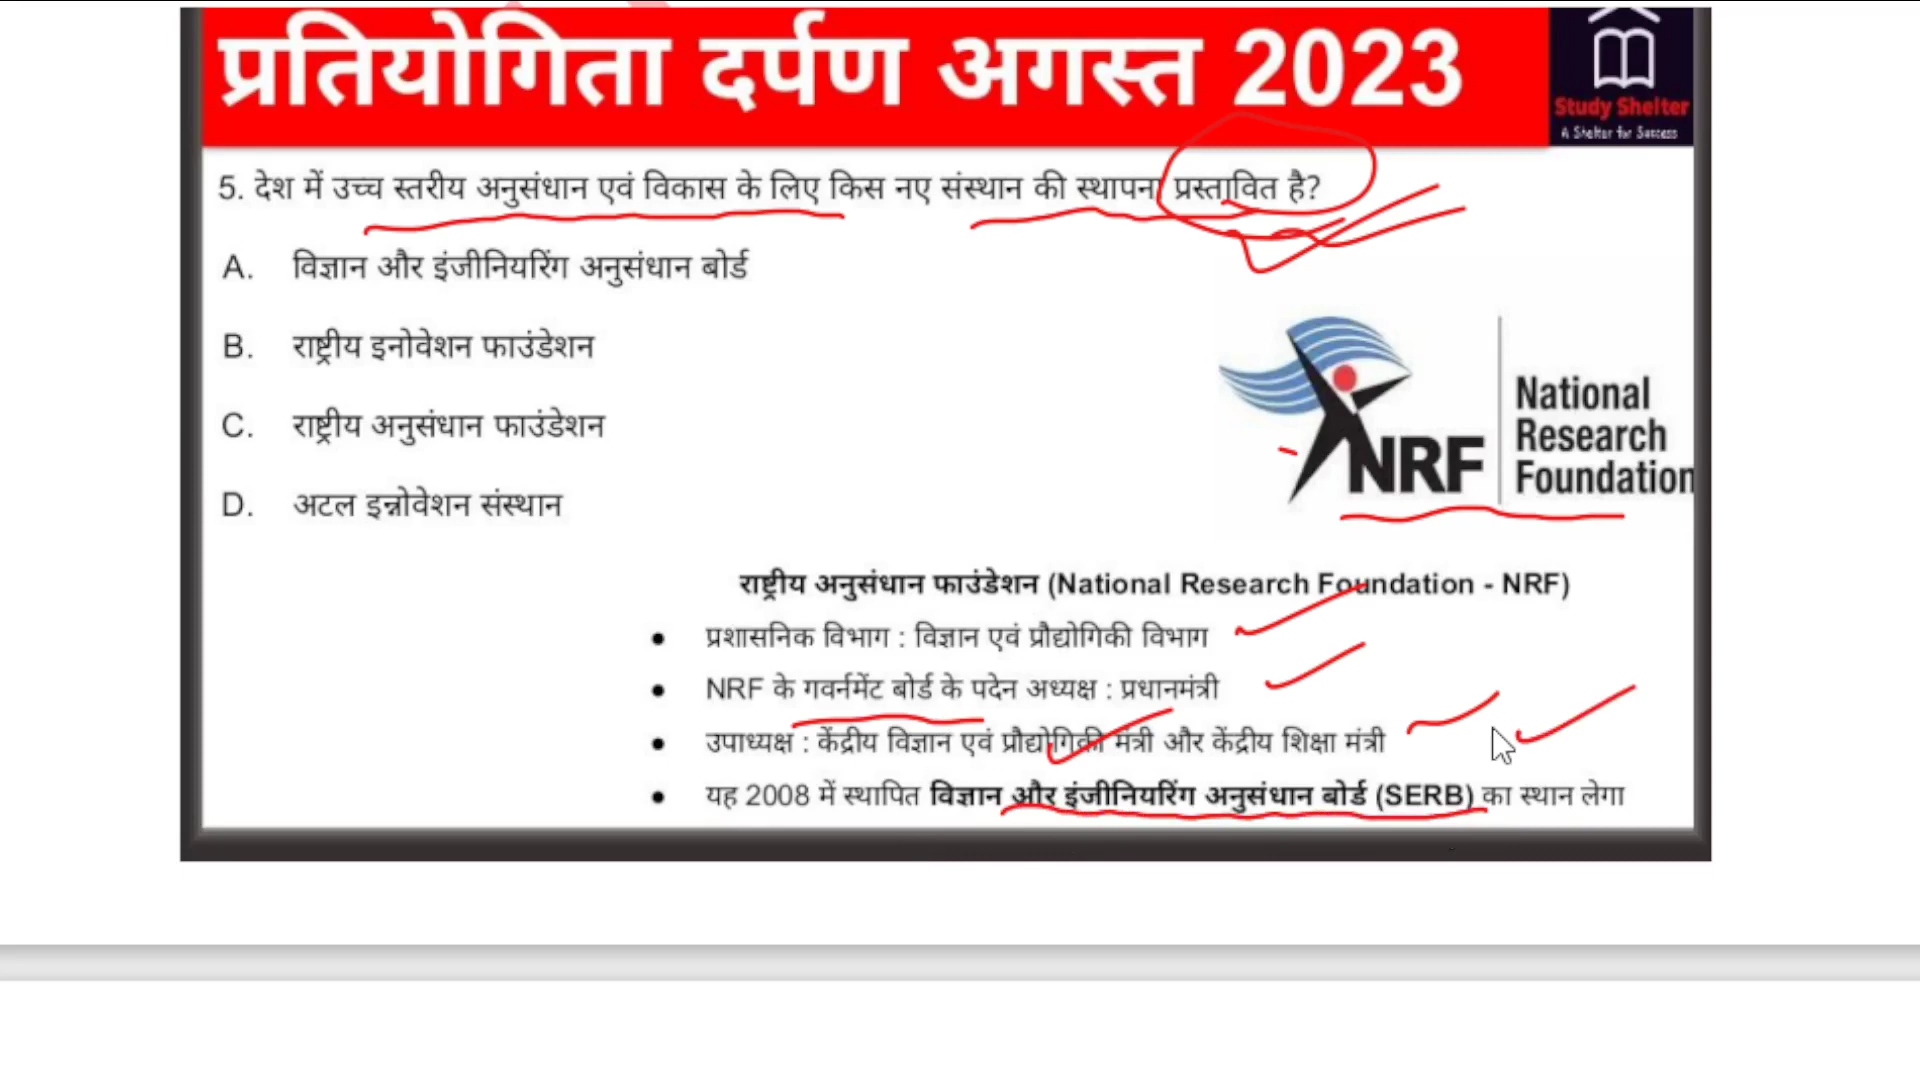 प्रतियोगिता दर्पण अगस्त 2023
Study Shelter
A Shelter for Success
5. देश में उच्च स्तरीय अनुसंधान एवं विकास के लिए किस नए संस्थान की स्थापना प्रस्तावित है?
A. विज्ञान और इंजीनियरिंग अनुसंधान बोर्ड
B. राष्ट्रीय इनोवेशन फाउंडेशन
C. राष्ट्रीय अनुसंधान फाउंडेशन
D. अटल इन्नोवेशन संस्थान
NRF
National
Research
Foundation
राष्ट्रीय अनुसंधान फाउंडेशन (National Research Foundation - NRF)
● प्रशासनिक विभाग : विज्ञान एवं प्रौद्योगिकी विभाग
● NRF के गवर्नमेंट बोर्ड के पदेन अध्यक्ष : प्रधानमंत्री
● उपाध्यक्ष : केंद्रीय विज्ञान एवं प्रौद्योगिकी मंत्री और केंद्रीय शिक्षा मंत्री
● यह 2008 में स्थापित विज्ञान और इंजीनियरिंग अनुसंधान बोर्ड (SERB) का स्थान लेगा